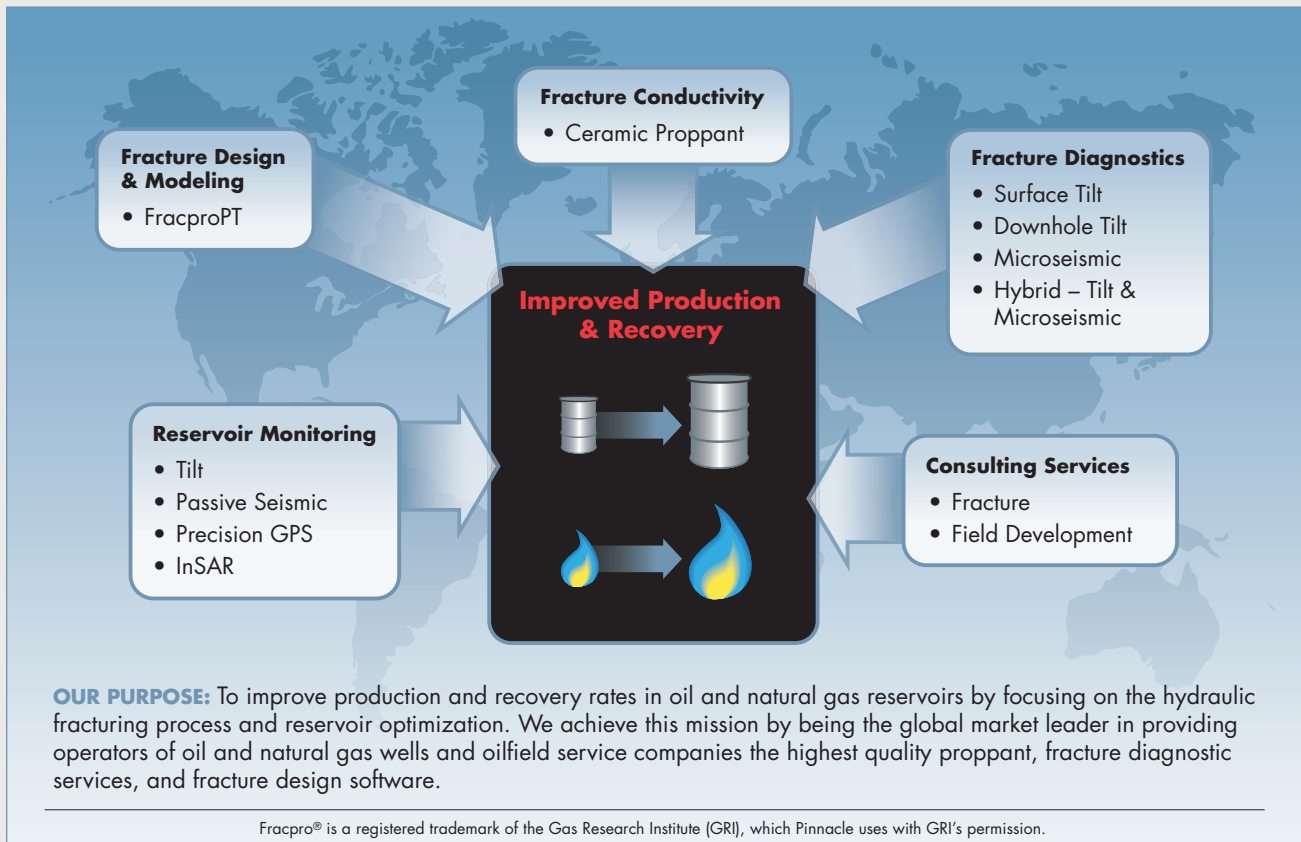 Fracture Conductivity
• Ceramic Proppant
Fracture Design
& Modeling
• FracproPT
Fracture Diagnostics
• Surface Tilt
• Downhole Tilt
• Microseismic
• Hybrid – Tilt &
Microseismic
Improved Production
& Recovery
Reservoir Monitoring
• Tilt
• Passive Seismic
• Precision GPS
• InSAR
Consulting Services
• Fracture
• Field Development
OUR PURPOSE: To improve production and recovery rates in oil and natural gas reservoirs by focusing on the hydraulic
fracturing process and reservoir optimization. We achieve this mission by being the global market leader in providing
operators of oil and natural gas wells and oilfield service companies the highest quality proppant, fracture diagnostic
services, and fracture design software.
Fracpro® is a registered trademark of the Gas Research Institute (GRI), which Pinnacle uses with GRI's permission.